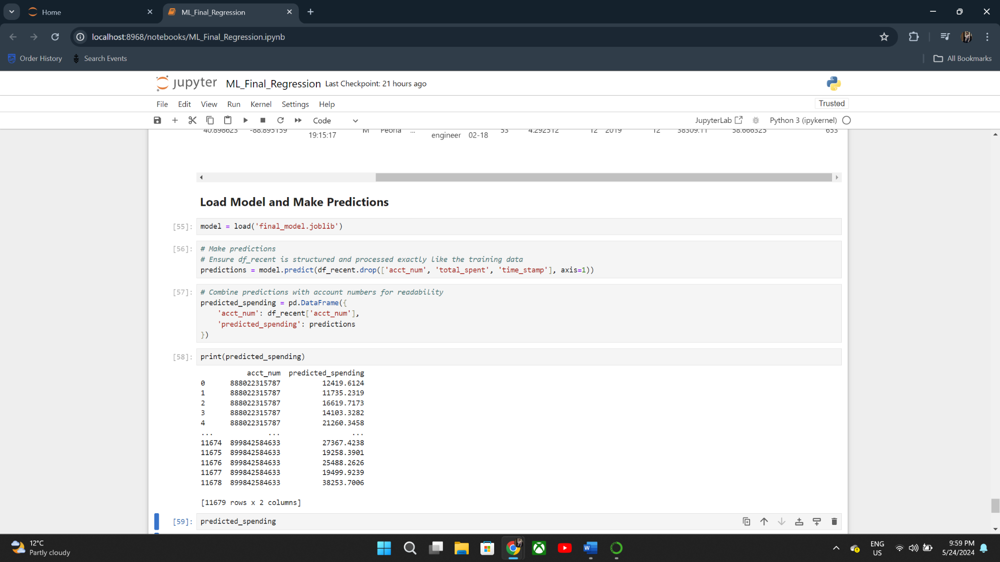 Home
ML_Final_Regression
localhost:8968/notebooks/ML_Final_Regression.ipynb
Order History
Search Events
All Bookmarks
jupyter ML_Final_Regression Last Checkpoint: 21 hours ago
File Edit View Run Kernel Settings Help
Trusted
Code
JupyterLab
Python 3 (ipykernel)
40.898623 -88.895159 M Peoria ... 53 4.292512 12 2019 12 38309.11 58.666325 653
19:15:17 engineer 02-18
Load Model and Make Predictions
[55]: model = load('final_model.joblib')
[56]: # Make predictions
# Ensure df_recent is structured and processed exactly like the training data
predictions = model.predict(df_recent.drop(['acct_num', 'total_spent', 'time_stamp'], axis=1))
[57]: # Combine predictions with account numbers for readability
predicted_spending = pd.DataFrame({
'acct_num': df_recent['acct_num'],
'predicted_spending': predictions
})
[58]: print(predicted_spending)
acct_num predicted_spending
0 888022315787 12419.6124
1 888022315787 11735.2319
2 888022315787 16619.7173
3 888022315787 14103.3282
4 888022315787 21260.3458
... ... ...
11674 899842584633 27367.4238
11675 899842584633 19258.3901
11676 899842584633 25488.2626
11677 899842584633 19499.9239
11678 899842584633 38253.7006
[11679 rows x 2 columns]
[59]: predicted_spending
12°C
Partly cloudy
ENG
US
9:59 PM
5/24/2024